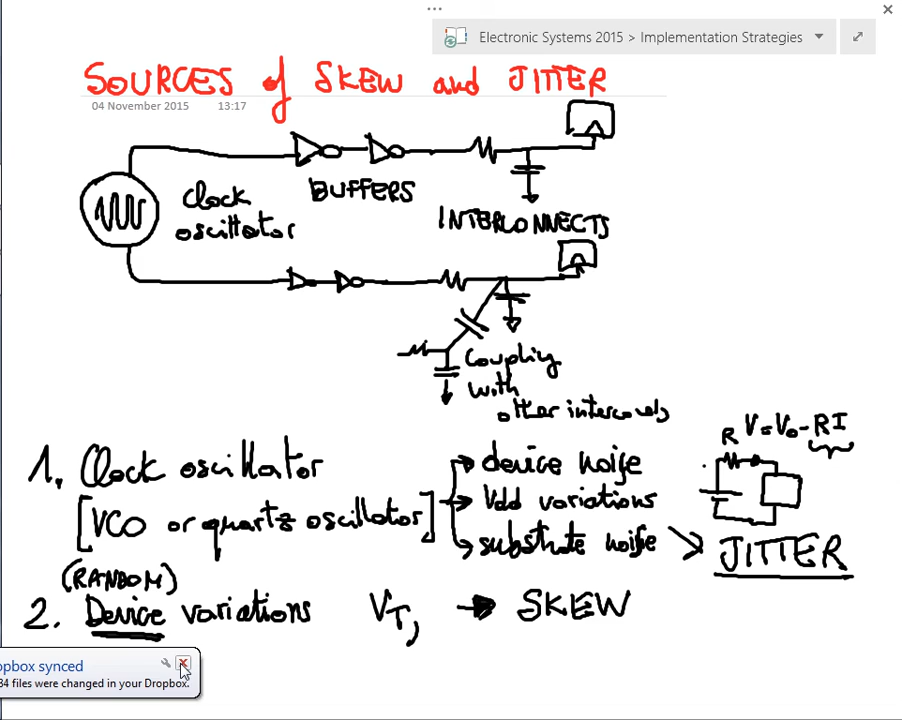 Electronic Systems 2015 > Implementation Strategies
SOURCES of SKEW and JITTER
04 November 2015 13:17
Clock
oscillator
BUFFERS
INTERCONNECTS
Coupling
with
other
1. Clock oscillator
[VCO or quartz oscillator]
device noise
Vdd variations
substrate noise
R V=V0-RI
JITTER
(RANDOM)
2. Device variations VT, → SKEW
opbox synced
34 files were changed in your Dropbox.